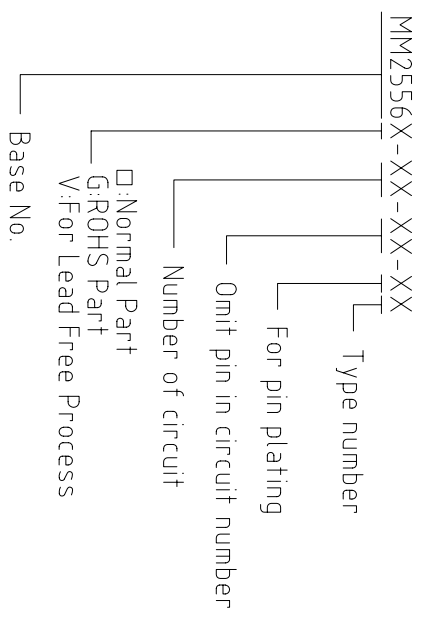 MM2556X-XX-XX-XX
Type number
For pin plating
Omit pin in circuit number
Number of circuit
□:Normal Part
G:ROHS Part
V:For Lead Free Process
Base No.